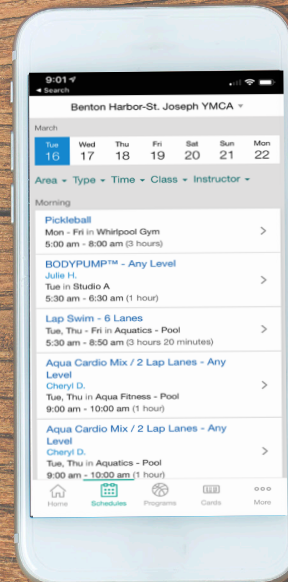 9:01
Search
Benton Harbor-St. Joseph YMCA
March
Tue Wed Thu Fri Sat Sun Mon
16 17 18 19 20 21 22
Area Type Time Class Instructor
Morning
Pickleball
Mon - Fri in Whirlpool Gym
5:00 am - 8:00 am (3 hours)
BODYPUMP™ - Any Level
Julie H.
Tue in Studio A
5:30 am - 6:30 am (1 hour)
Lap Swim - 6 Lanes
Tue, Thu - Fri in Aquatics - Pool
5:30 am - 8:50 am (3 hours 20 minutes)
Aqua Cardio Mix / 2 Lap Lanes - Any
Level
Cheryl D.
Tue, Thu in Aqua Fitness - Pool
9:00 am - 10:00 am (1 hour)
Aqua Cardio Mix / 2 Lap Lanes - Any
Level
Cheryl D.
Tue, Thu in Aquatics - Pool
9:00 am - 10:00 am (1 hour)
Home Schedules Programs Cards More